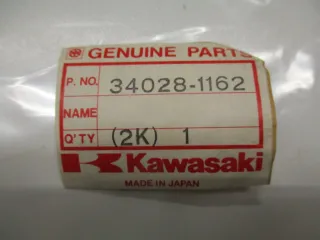 GENUINE PARTS
P. NO. 34028-1162
NAME
Q'TY (2K) 1
Kawasaki
MADE IN JAPAN